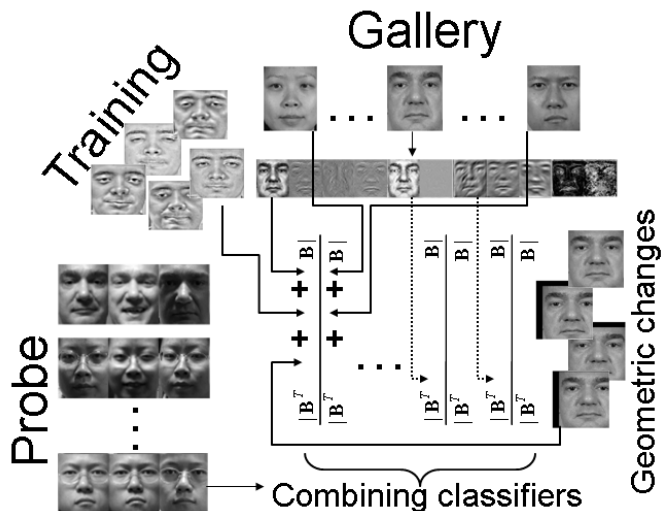 Gallery
Training
. . .
. . .
Geometric changes
|B| |B| |B| |B| |B| |B|
+ +
+ +
Probe
. . .
|B^T |B^T |B^T |B^T |B^T |B^T
. . .
Combining classifiers